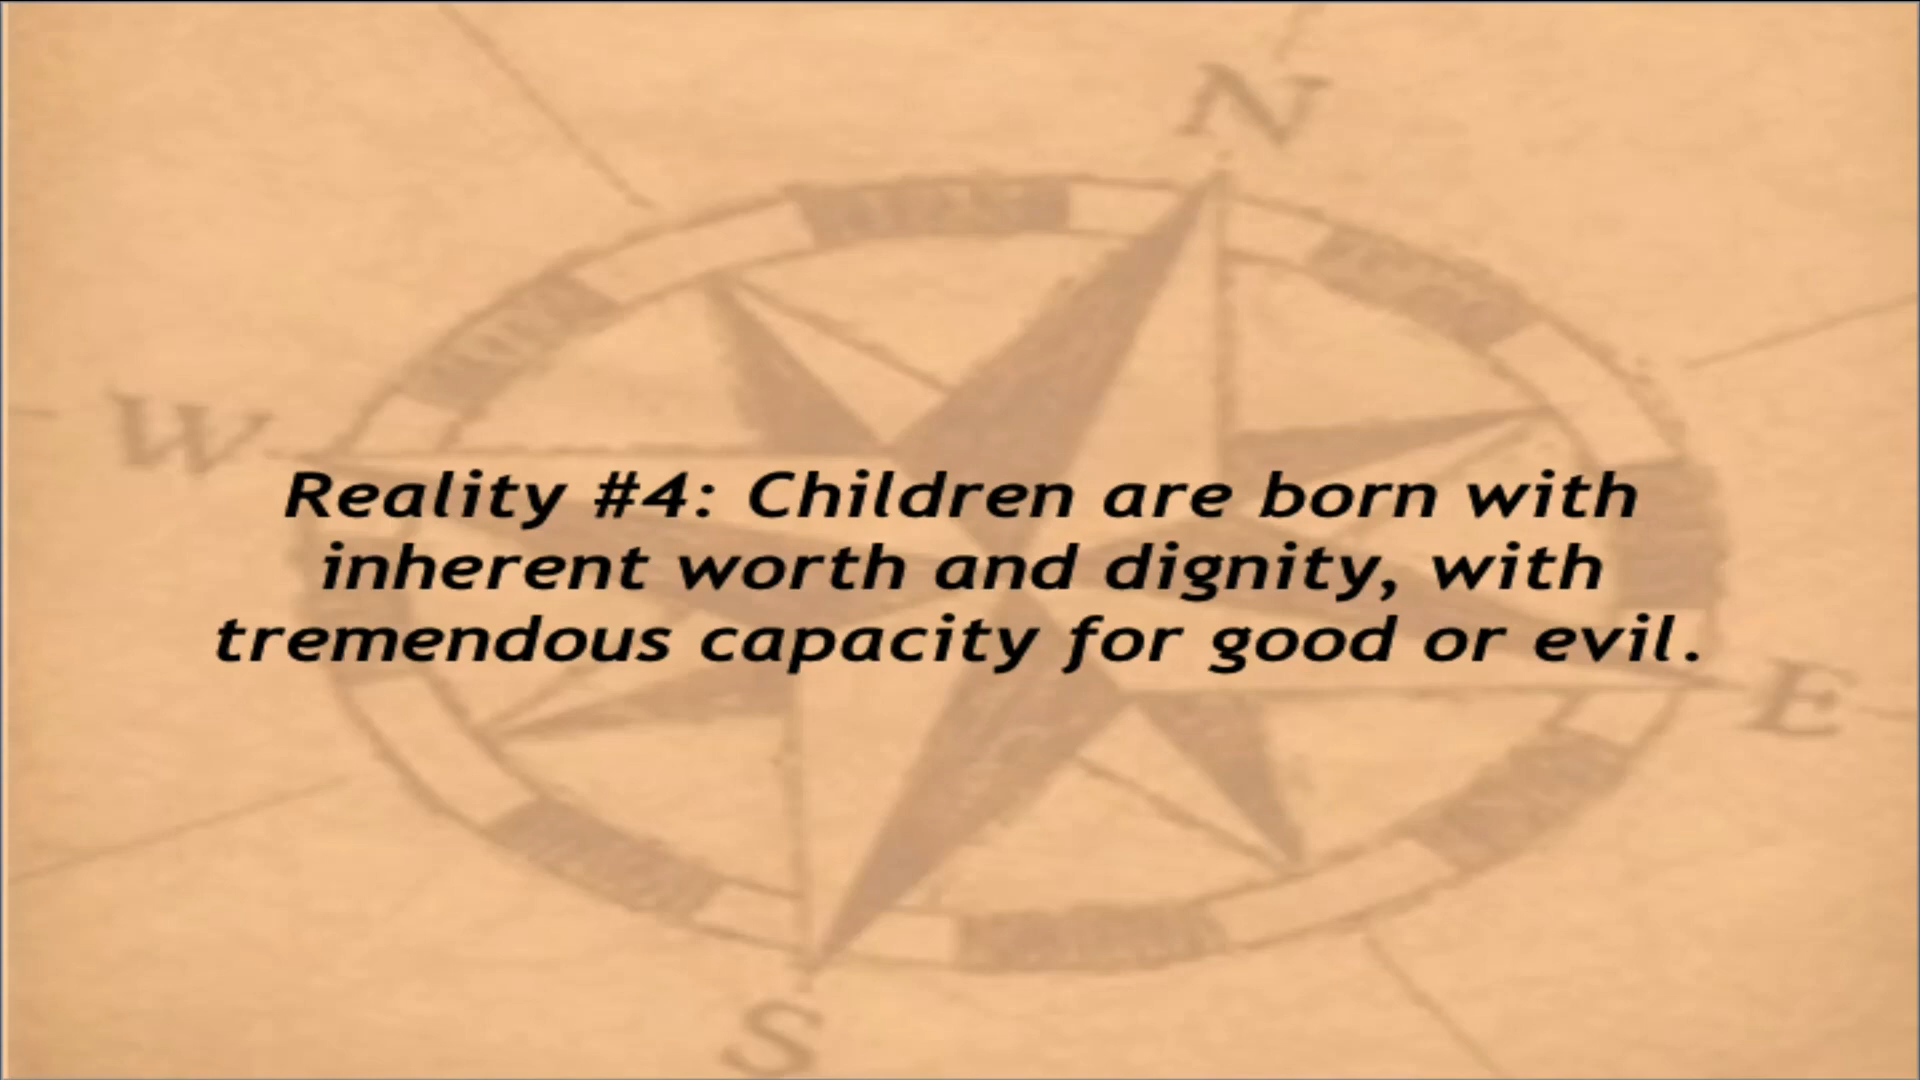 N
W
Reality #4: Children are born with
inherent worth and dignity, with
tremendous capacity for good or evil.
E
S